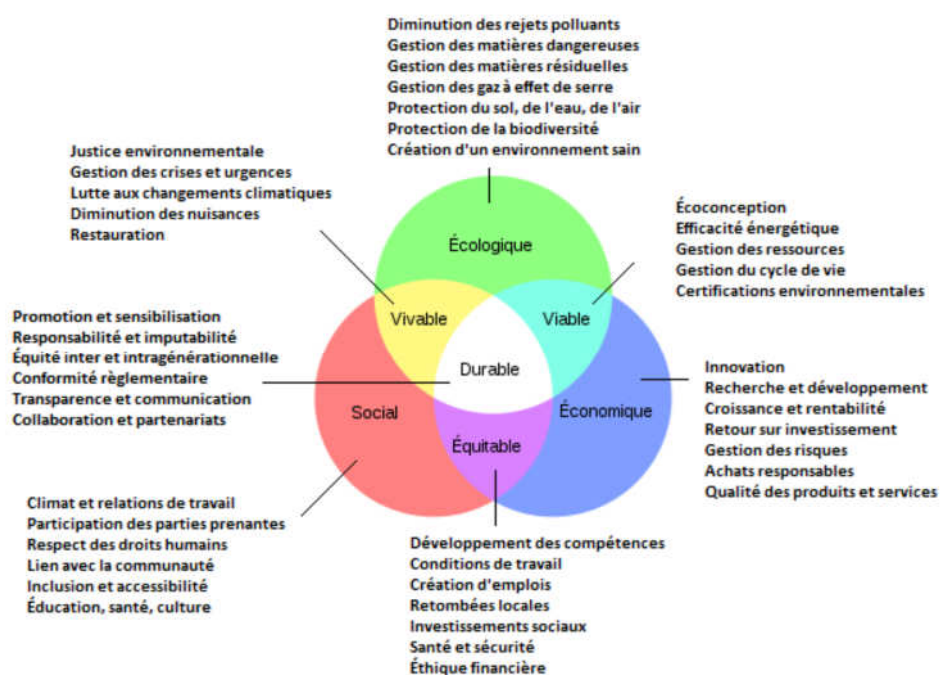 Diminution des rejets polluants
Gestion des matières dangereuses
Gestion des matières résiduelles
Gestion des gaz à effet de serre
Protection du sol, de l'eau, de l'air
Protection de la biodiversité
Création d'un environnement sain
Justice environnementale
Gestion des crises et urgences
Lutte aux changements climatiques
Diminution des nuisances
Restauration
Écoconception
Efficacité énergétique
Gestion des ressources
Gestion du cycle de vie
Certifications environnementales
Écologique
Vivable
Viable
Durable
Social
Économique
Équitable
Promotion et sensibilisation
Responsabilité et imputabilité
Équité inter et intragénérationnelle
Conformité règlementaire
Transparence et communication
Collaboration et partenariats
Innovation
Recherche et développement
Croissance et rentabilité
Retour sur investissement
Gestion des risques
Achats responsables
Qualité des produits et services
Climat et relations de travail
Participation des parties prenantes
Respect des droits humains
Lien avec la communauté
Inclusion et accessibilité
Éducation, santé, culture
Développement des compétences
Conditions de travail
Création d'emplois
Retombées locales
Investissements sociaux
Santé et sécurité
Éthique financière